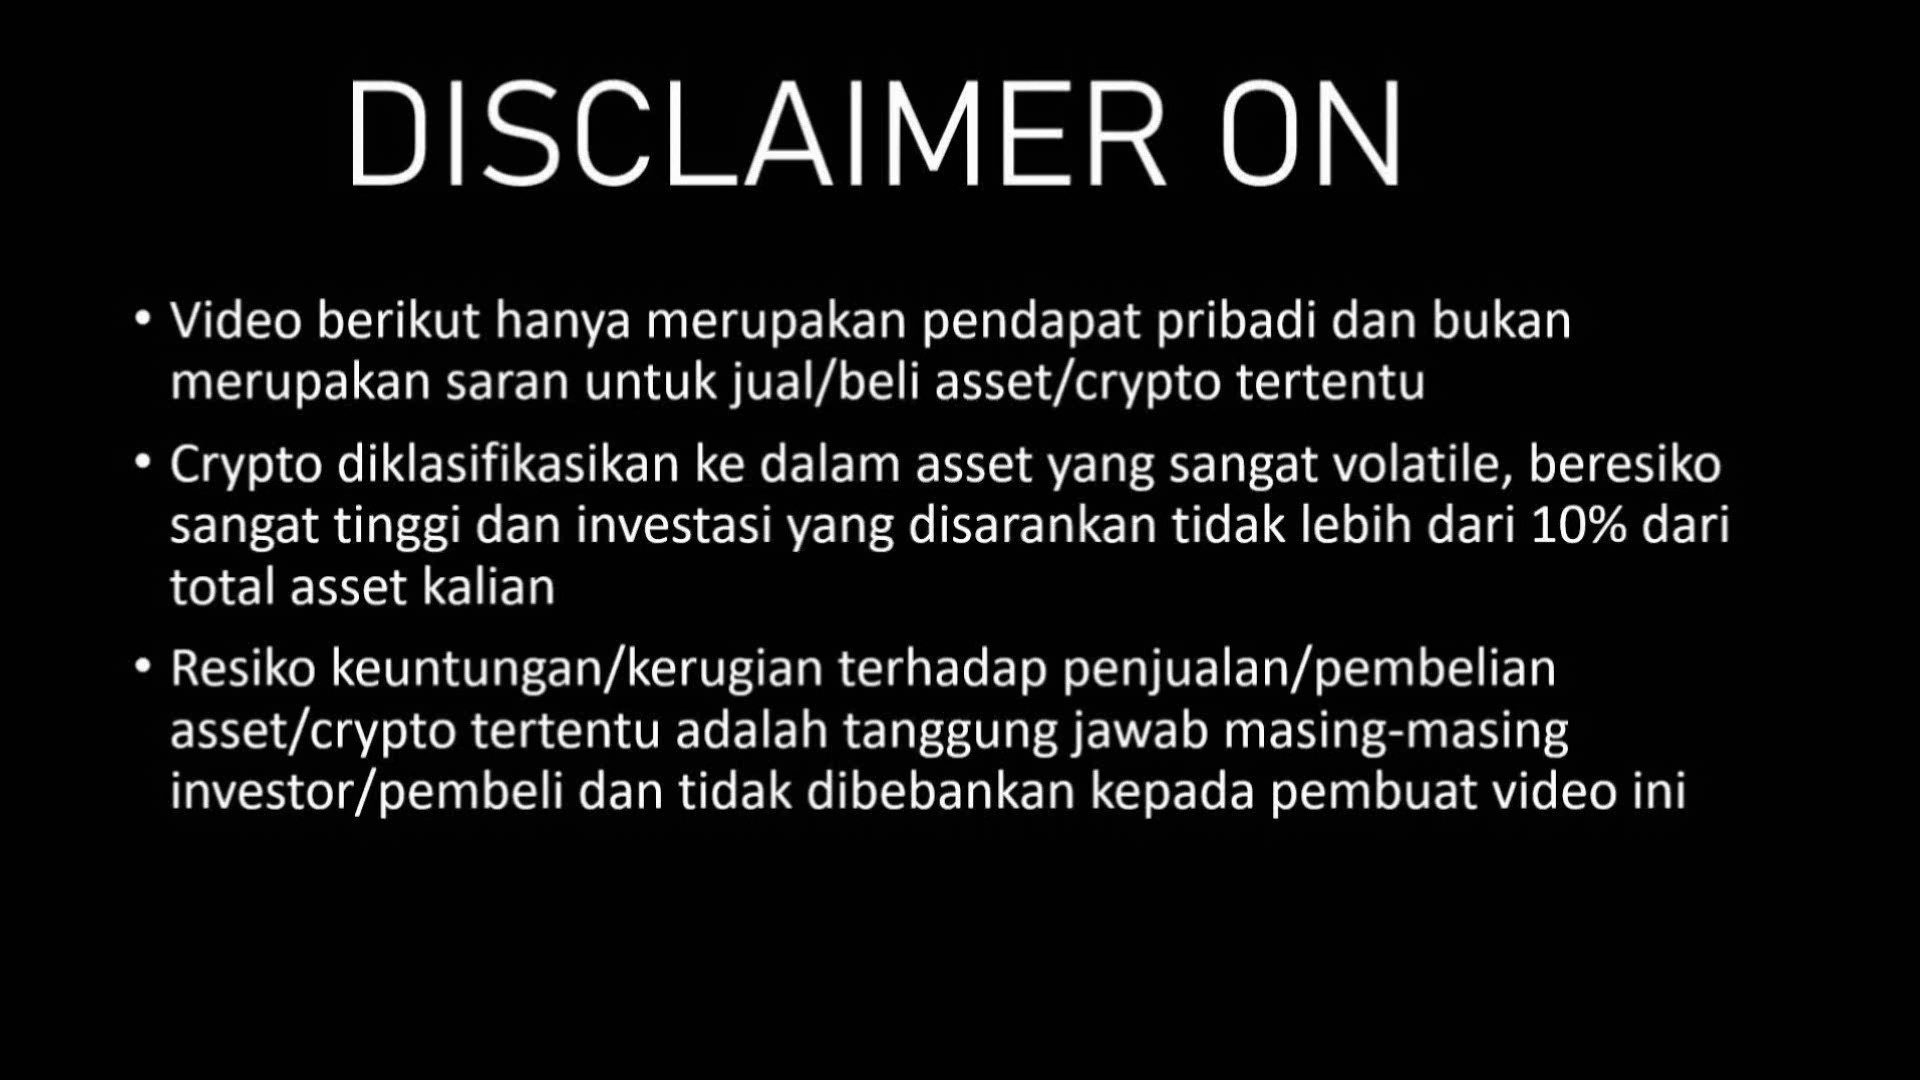 DISCLAIMER ON
• Video berikut hanya merupakan pendapat pribadi dan bukan
merupakan saran untuk jual/beli asset/crypto tertentu
• Crypto diklasifikasikan ke dalam asset yang sangat volatile, beresiko
sangat tinggi dan investasi yang disarankan tidak lebih dari 10% dari
total asset kalian
• Resiko keuntungan/kerugian terhadap penjualan/pembelian
asset/crypto tertentu adalah tanggung jawab masing-masing
investor/pembeli dan tidak dibebankan kepada pembuat video ini